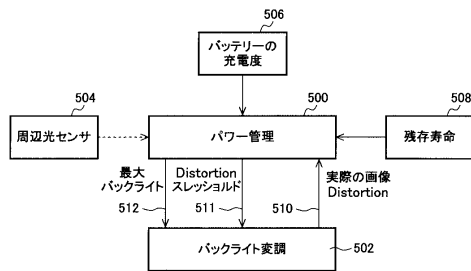 506
バッテリーの
充電度
504
周辺光センサ
500
パワー管理
508
残存寿命
最大
バックライト
512
Distortion
スレッショルド
511
実際の画像
Distortion
510
バックライト変調
502